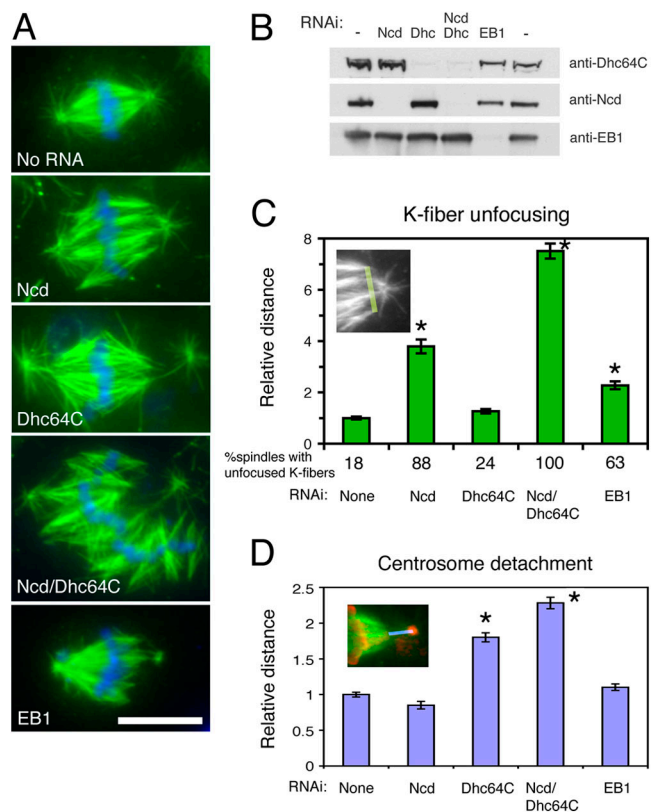 A
No RNA
Ncd
Dhc64C
Ncd/Dhc64C
EB1
B
RNAi:
- Ncd Dhc Ncd Dhc EB1 -
anti-Dhc64C
anti-Ncd
anti-EB1
C
K-fiber unfocusing
Relative distance
8
6
4
2
0
* * *
%spindles with
unfocused K-fibers
18 88 24 100 63
RNAi: None Ncd Dhc64C Ncd/
Dhc64C EB1
D
Centrosome detachment
Relative distance
2.5
2
1.5
1
0.5
0
* *
RNAi: None Ncd Dhc64C Ncd/
Dhc64C EB1